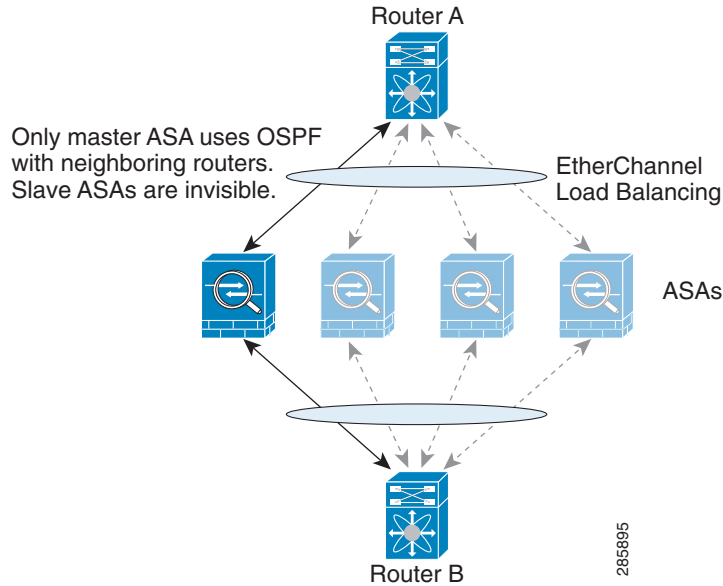 Router A
Only master ASA uses OSPF
with neighboring routers.
Slave ASAs are invisible.
EtherChannel
Load Balancing
ASAs
Router B
285895